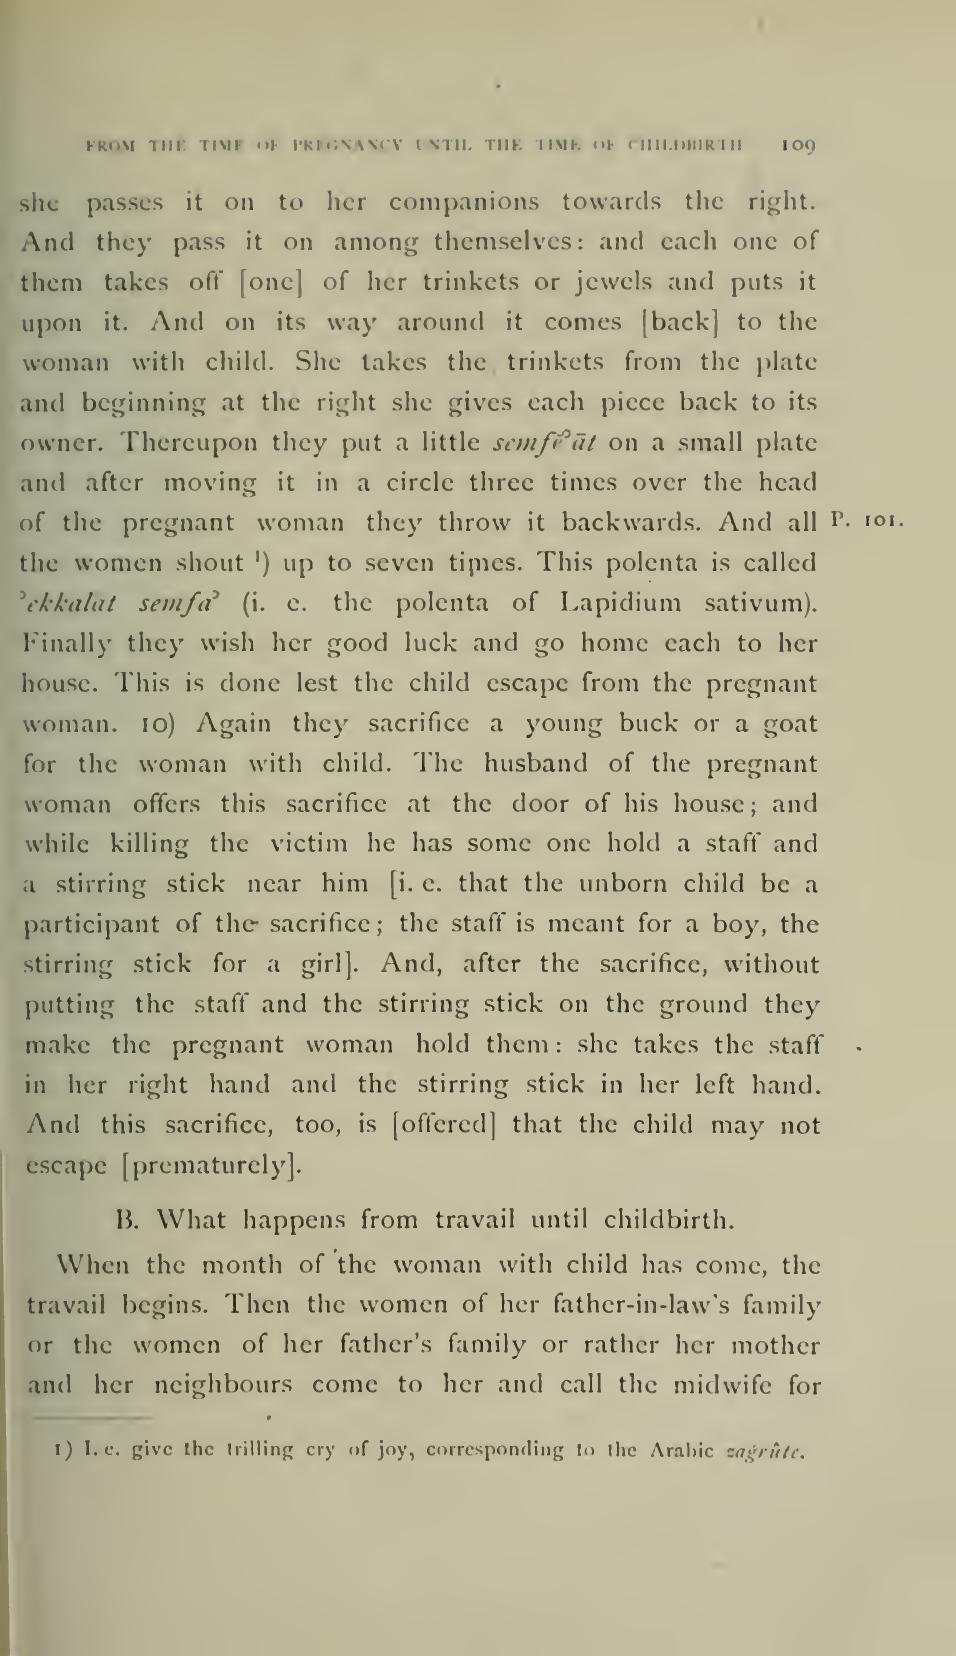 FROM THE TIME OF PREGNANCY UNTIL THE TIME OF CHILDBIRTH 109
she passes it on to her companions towards the right.
And they pass it on among themselves: and each one of
them takes off [one] of her trinkets or jewels and puts it
upon it. And on its way around it comes [back] to the
woman with child. She takes the trinkets from the plate
and beginning at the right she gives each piece back to its
owner. Thereupon they put a little semfĕʾāt on a small plate
and after moving it in a circle three times over the head
of the pregnant woman they throw it backwards. And all P. 101.
the women shout ¹) up to seven times. This polenta is called
ʾekkalat semfaʾ (i. e. the polenta of Lapidium sativum).
Finally they wish her good luck and go home each to her
house. This is done lest the child escape from the pregnant
woman. 10) Again they sacrifice a young buck or a goat
for the woman with child. The husband of the pregnant
woman offers this sacrifice at the door of his house; and
while killing the victim he has some one hold a staff and
a stirring stick near him [i. e. that the unborn child be a
participant of the sacrifice; the staff is meant for a boy, the
stirring stick for a girl]. And, after the sacrifice, without
putting the staff and the stirring stick on the ground they
make the pregnant woman hold them: she takes the staff
in her right hand and the stirring stick in her left hand.
And this sacrifice, too, is [offered] that the child may not
escape [prematurely].
B. What happens from travail until childbirth.
When the month of the woman with child has come, the
travail begins. Then the women of her father-in-law's family
or the women of her father's family or rather her mother
and her neighbours come to her and call the midwife for
1) I. e. give the trilling cry of joy, corresponding to the Arabic zaġrûte.